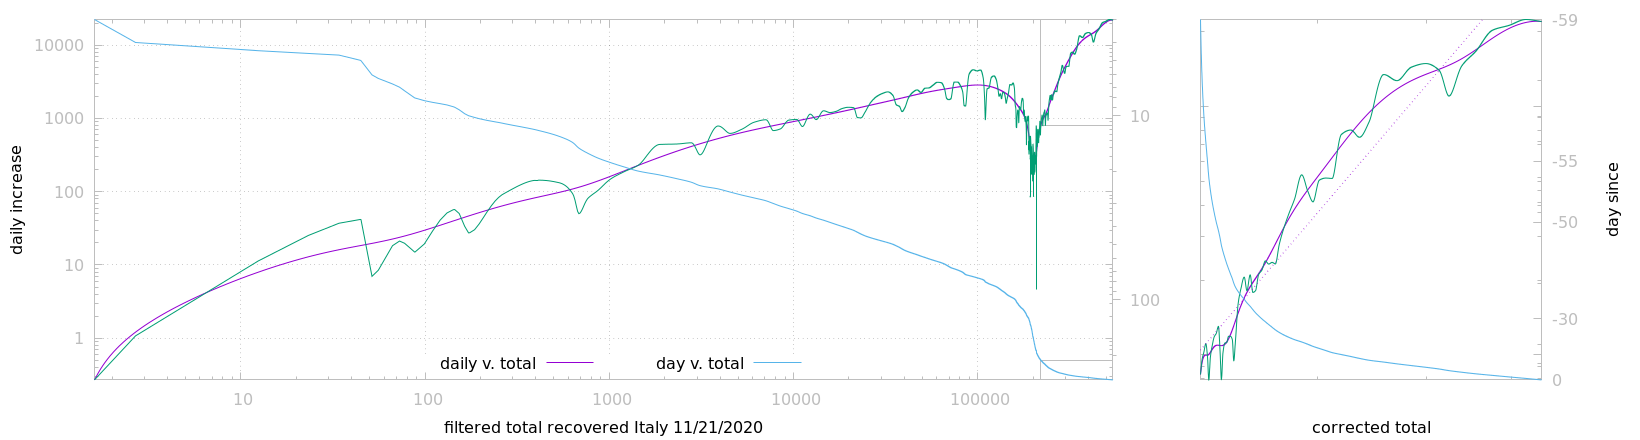 daily increase
10000
1000
100
10
1
daily v. total
day v. total
10
100
1000
10000
100000
filtered total recovered Italy 11/21/2020
10
100
-59
-55
-50
-30
0
day since
corrected total